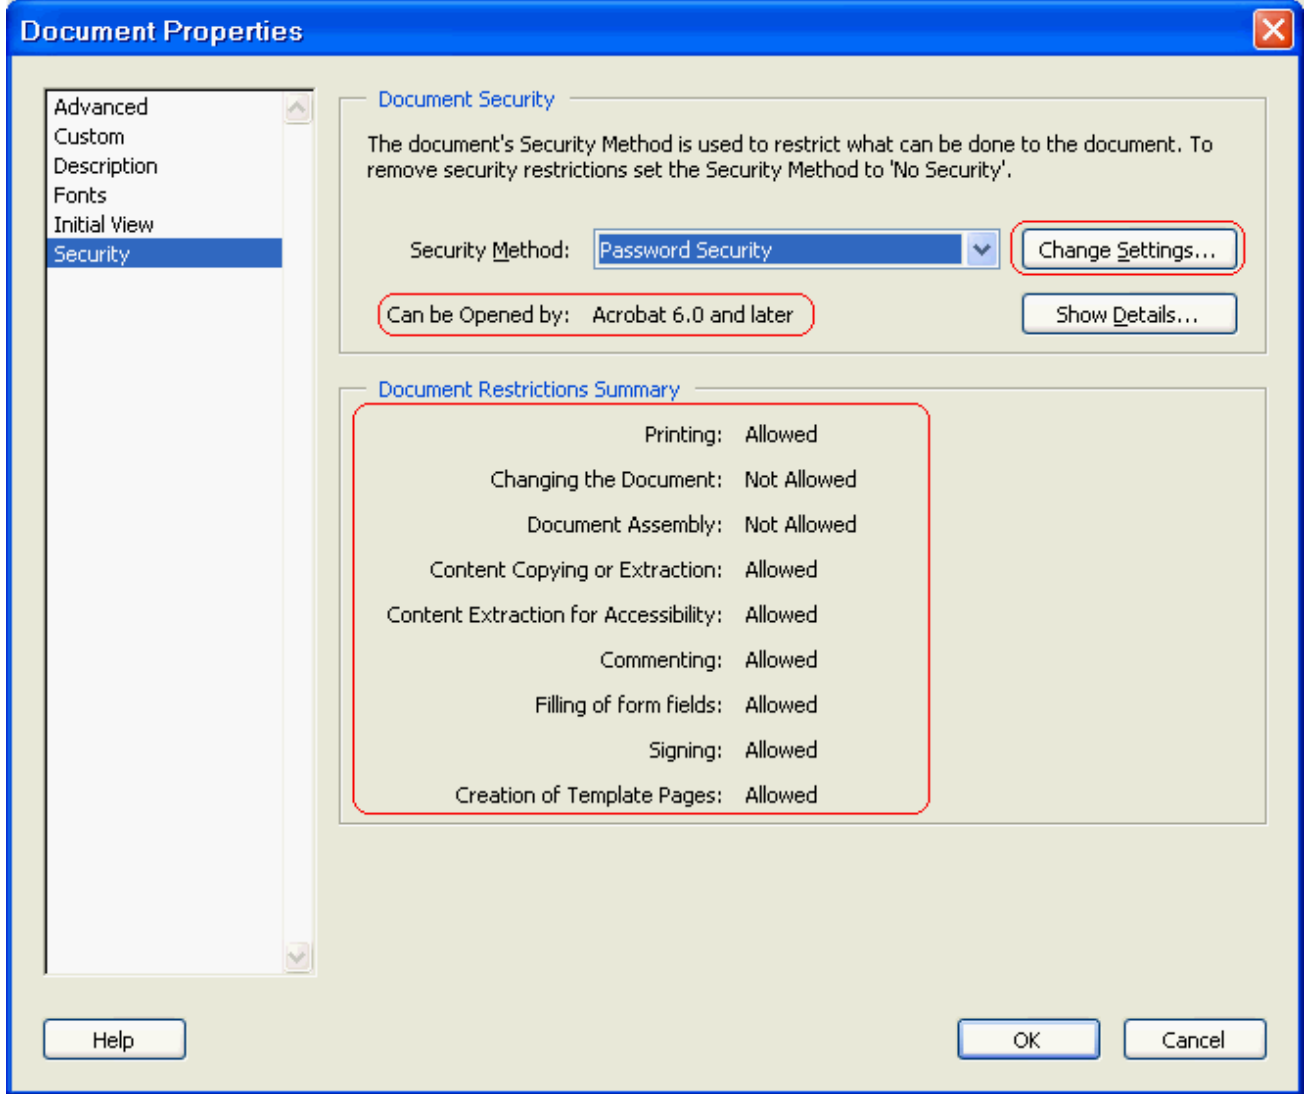 Document Properties
Advanced
Custom
Description
Fonts
Initial View
Security
Document Security
The document's Security Method is used to restrict what can be done to the document. To
remove security restrictions set the Security Method to 'No Security'.
Security Method: Password Security Change Settings...
Can be Opened by: Acrobat 6.0 and later Show Details...
Document Restrictions Summary
Printing: Allowed
Changing the Document: Not Allowed
Document Assembly: Not Allowed
Content Copying or Extraction: Allowed
Content Extraction for Accessibility: Allowed
Commenting: Allowed
Filling of form fields: Allowed
Signing: Allowed
Creation of Template Pages: Allowed
Help OK Cancel